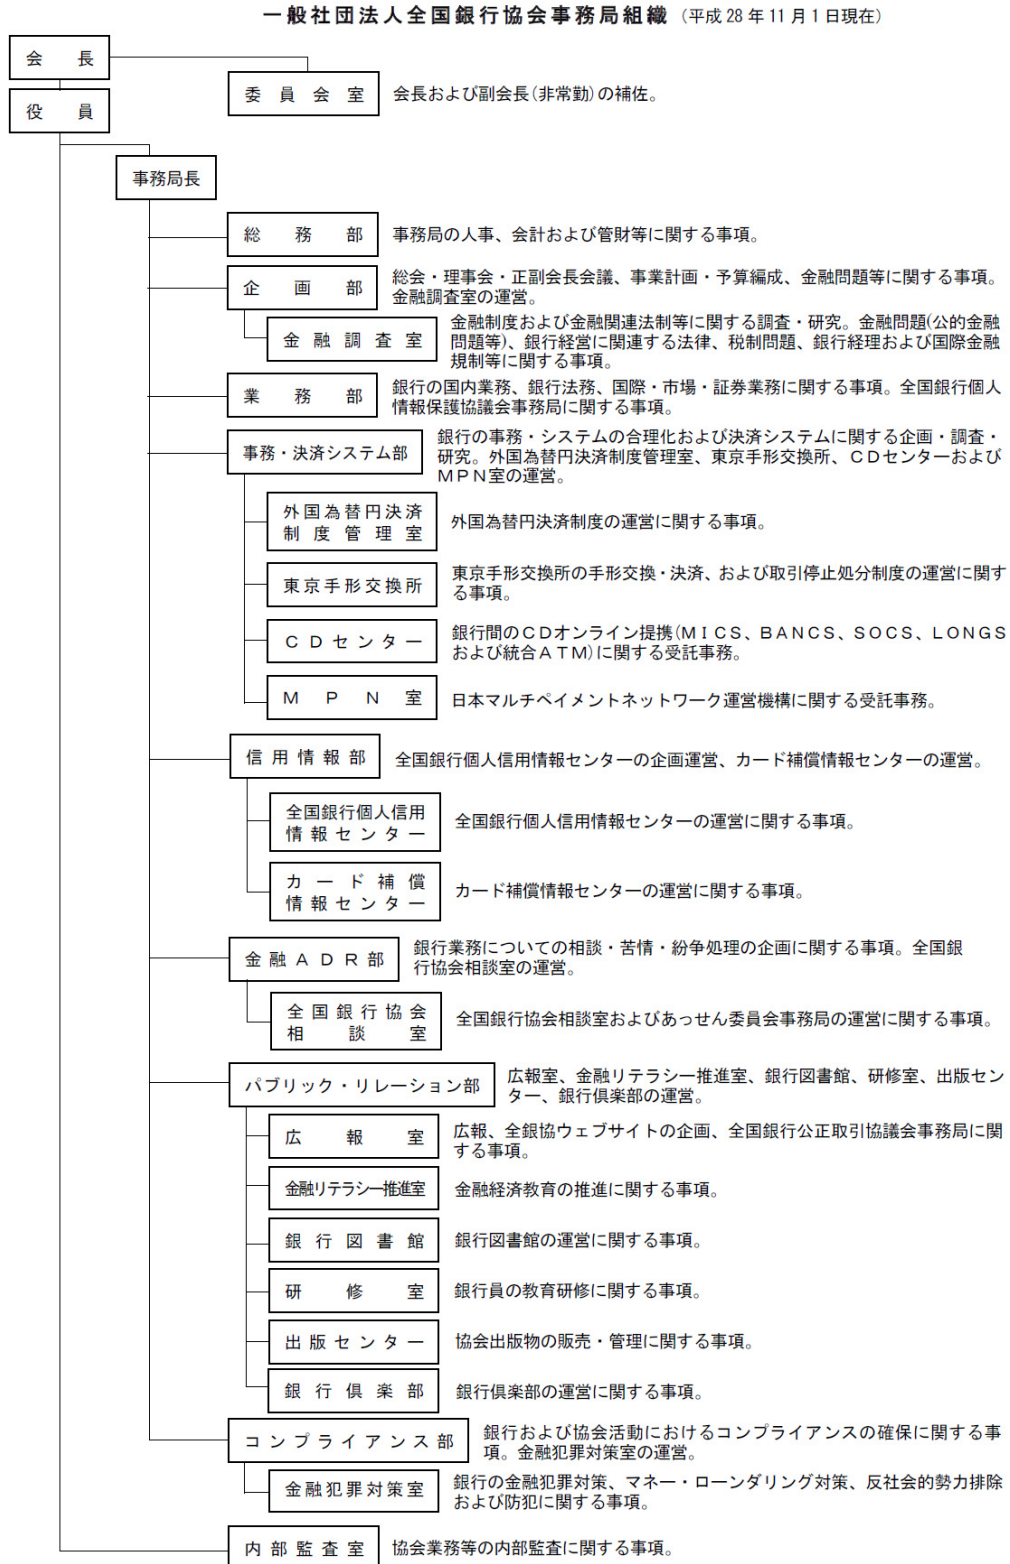 一般社団法人全国銀行協会事務局組織（平成28年11月1日現在）
会長
委員会室
会長および副会長（非常勤）の補佐。
役員
事務局長
総務部
事務局の人事、会計および管財等に関する事項。
企画部
総会・理事会・正副会長会議、事業計画・予算編成、金融問題等に関する事項。
金融調査室の運営。
金融調査室
金融制度および金融関連法制等に関する調査・研究。金融問題(公的金融
問題等)、銀行経営に関連する法律、税制問題、銀行経理および国際金融
規制等に関する事項。
業務部
銀行の国内業務、銀行法務、国際・市場・証券業務に関する事項。全国銀行個人
情報保護協議会事務局に関する事項。
事務・決済システム部
銀行の事務・システムの合理化および決済システムに関する企画・調査・
研究。外国為替円決済制度管理室、東京手形交換所、ＣＤセンターおよび
ＭＰＮ室の運営。
外国為替円決済
制度管理室
外国為替円決済制度の運営に関する事項。
東京手形交換所
東京手形交換所の手形交換・決済、および取引停止処分制度の運営に関す
る事項。
ＣＤセンター
銀行間のＣＤオンライン提携（ＭＩＣＳ、ＢＡＮＣＳ、ＳＯＣＳ、ＬＯＮＧＳ
および統合ＡＴＭ）に関する受託事務。
ＭＰＮ室
日本マルチペイメントネットワーク運営機構に関する受託事務。
信用情報部
全国銀行個人信用情報センターの企画運営、カード補償情報センターの運営。
全国銀行個人信用
情報センター
全国銀行個人信用情報センターの運営に関する事項。
カード補償
情報センター
カード補償情報センターの運営に関する事項。
金融ＡＤＲ部
銀行業務についての相談・苦情・紛争処理の企画に関する事項。全国銀
行協会相談室の運営。
全国銀行協会
相談室
全国銀行協会相談室およびあっせん委員会事務局の運営に関する事項。
パブリック・リレーション部
広報室、金融リテラシー推進室、銀行図書館、研修室、出版セン
ター、銀行倶楽部の運営。
広報室
広報、全銀協ウェブサイトの企画、全国銀行公正取引協議会事務局に関
する事項。
金融リテラシー推進室
金融経済教育の推進に関する事項。
銀行図書館
銀行図書館の運営に関する事項。
研修室
銀行員の教育研修に関する事項。
出版センター
協会出版物の販売・管理に関する事項。
銀行倶楽部
銀行倶楽部の運営に関する事項。
コンプライアンス部
銀行および協会活動におけるコンプライアンスの確保に関する事
項。金融犯罪対策室の運営。
金融犯罪対策室
銀行の金融犯罪対策、マネー・ローンダリング対策、反社会的勢力排除
および防犯に関する事項。
内部監査室
協会業務等の内部監査に関する事項。